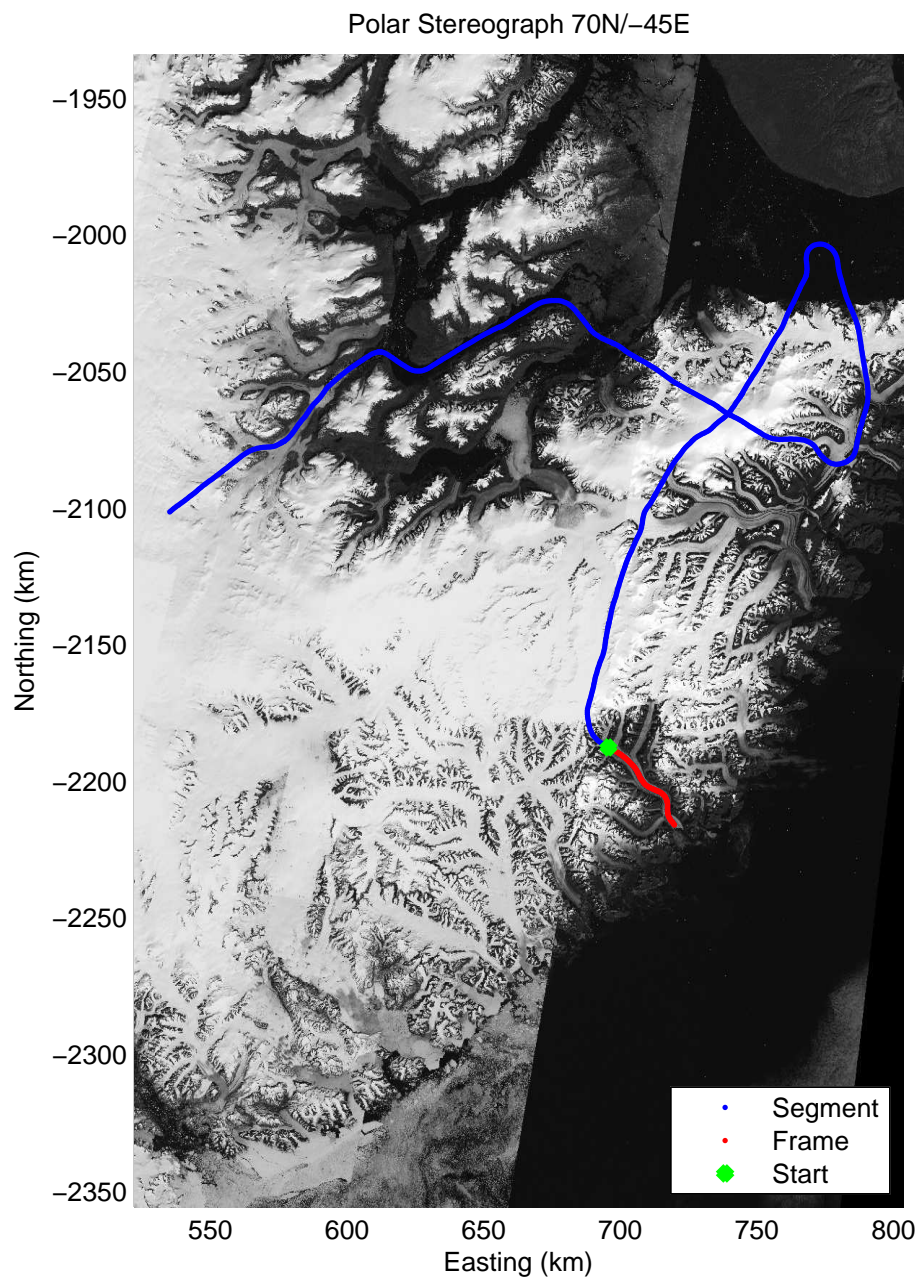 Polar Stereograph 70N/−45E
−1950
−2000
−2050
−2100
−2150
−2200
−2250
−2300
−2350
Northing (km)
550 600 650 700 750 800
Easting (km)
Segment
Frame
Start